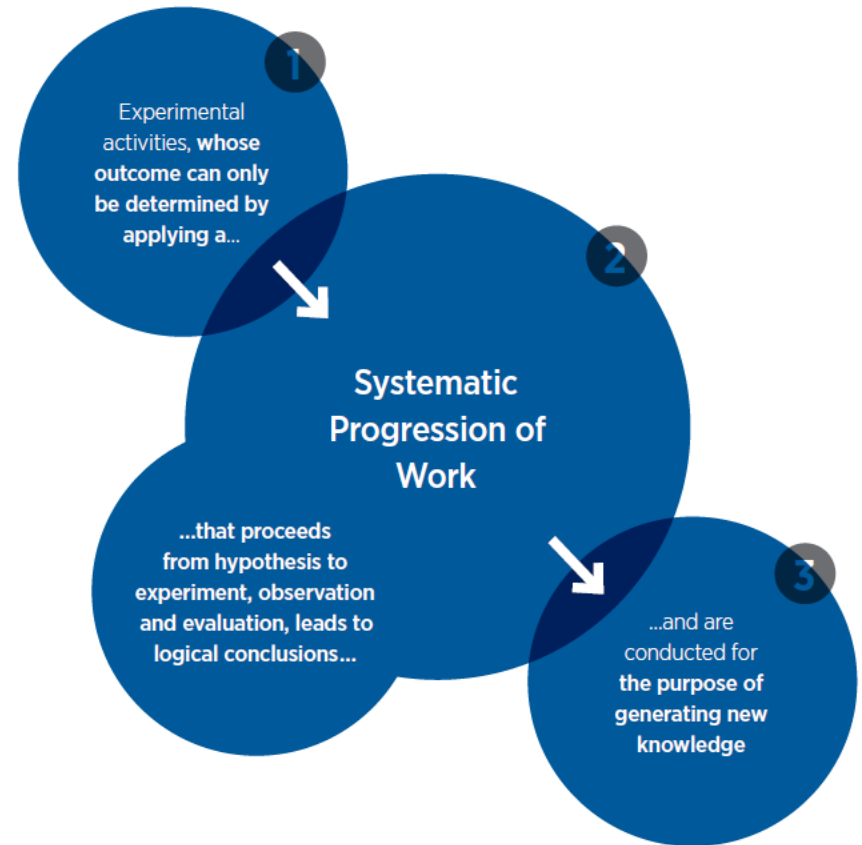 1
Experimental
activities, whose
outcome can only
be determined by
applying a...
2
Systematic
Progression of
Work
...that proceeds
from hypothesis to
experiment, observation
and evaluation, leads to
logical conclusions...
3
...and are
conducted for
the purpose of
generating new
knowledge